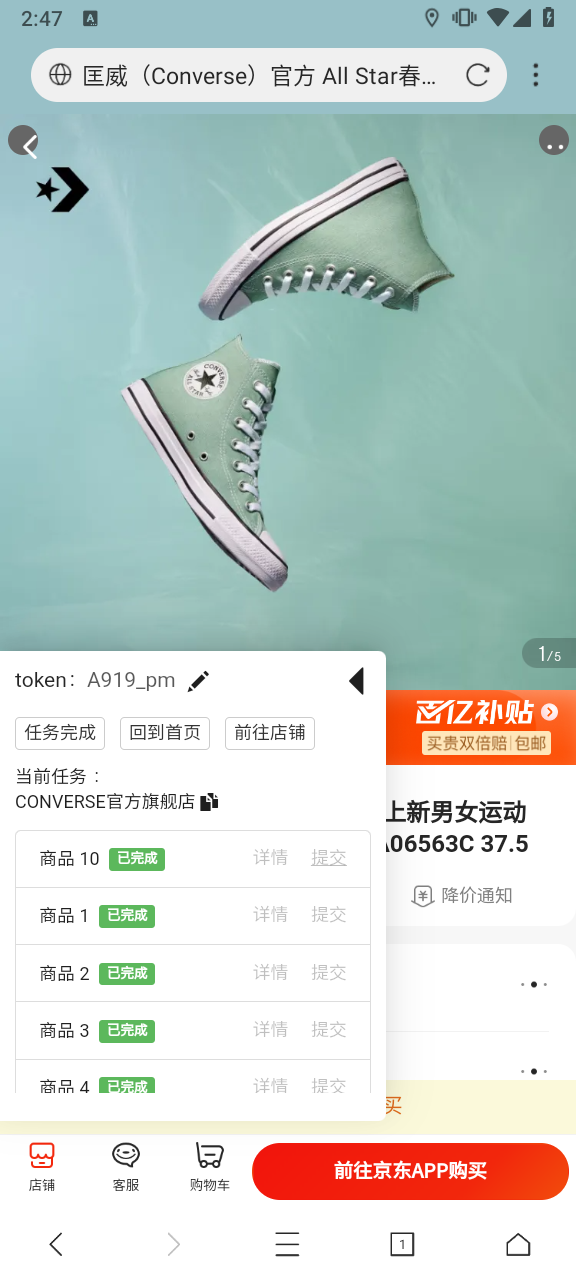 2:47 A
匡威（Converse）官方 All Star春...
CONVERSE
ALL STAR
1/5
token： A919_pm
百亿补贴
买贵双倍赔 包邮
任务完成 回到首页 前往店铺
当前任务：
CONVERSE官方旗舰店
上新男女运动
A06563C 37.5
商品 10 已完成 详情 提交
降价通知
商品 1 已完成 详情 提交
商品 2 已完成 详情 提交
商品 3 已完成 详情 提交
商品 4 已完成 详情 提交
买
店铺 客服 购物车 前往京东APP购买
1